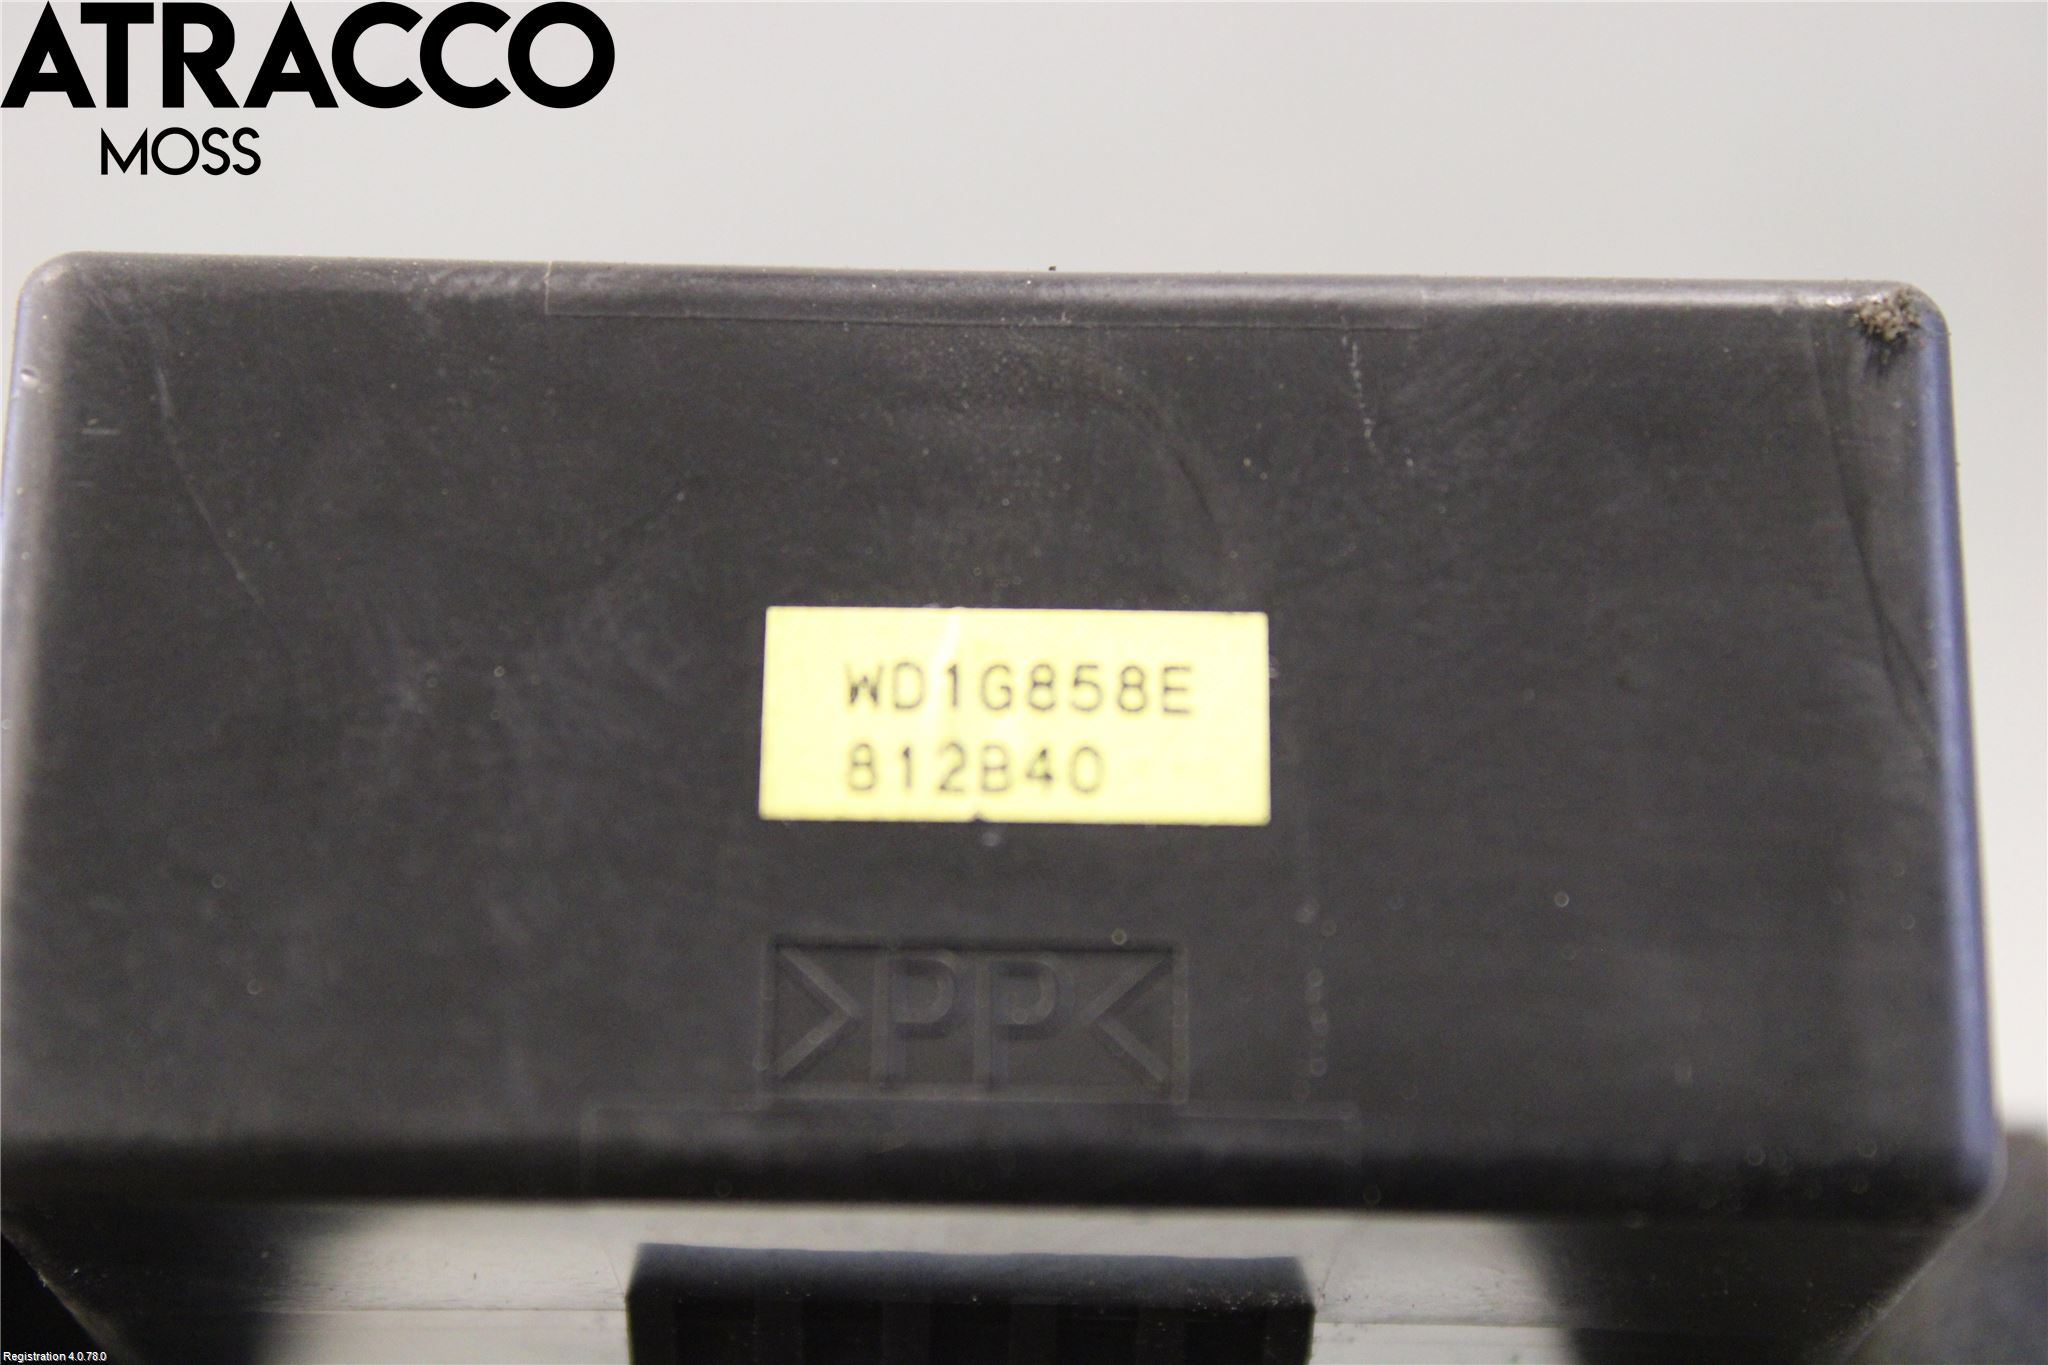 ATRACCO
MOSS
WD1G858E
812B40
>PP<
Registration 4.0.78.0